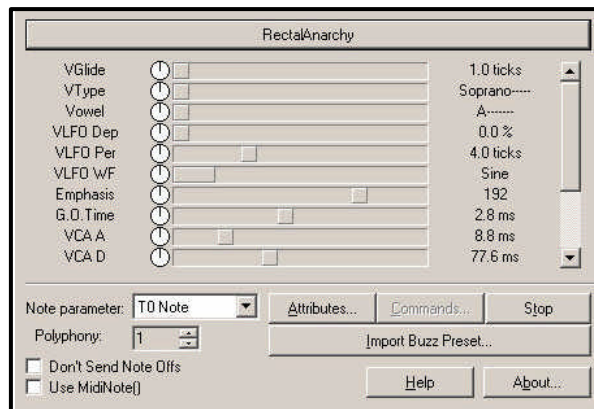 RectalAnarchy
VGlide 1.0 ticks
VType Soprano-----
Vowel A-------
VLFO Dep 0.0 %
VLFO Per 4.0 ticks
VLFO WF Sine
Emphasis 192
G.O.Time 2.8 ms
VCA A 8.8 ms
VCA D 77.6 ms
Note parameter: T0 Note Attributes... Commands... Stop
Polyphony: 1 Import Buzz Preset...
Don't Send Note Offs
Use MidiNote() Help About...